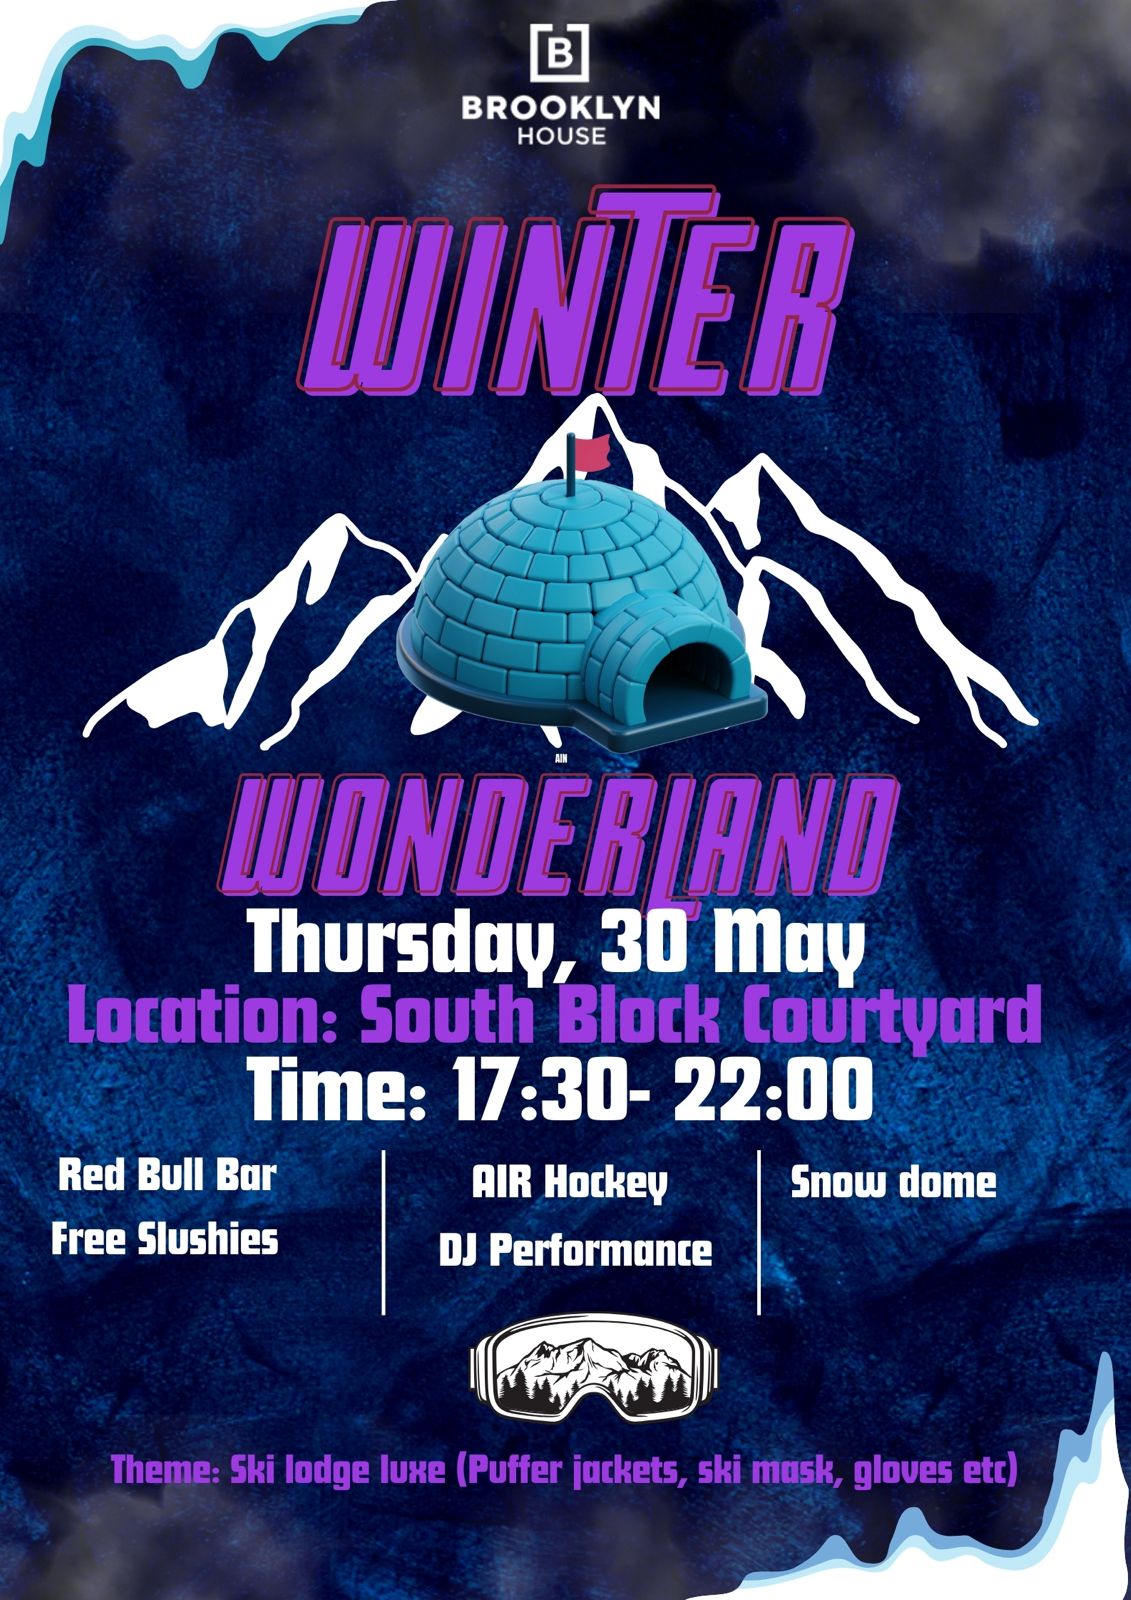 [B]
BROOKLYN
HOUSE
WINTER
AIN
WONDERLAND
Thursday, 30 May
Location: South Block Courtyard
Time: 17:30- 22:00
Red Bull Bar
Free Slushies
AIR Hockey
DJ Performance
Snow dome
Theme: Ski lodge luxe (Puffer jackets, ski mask, gloves etc)